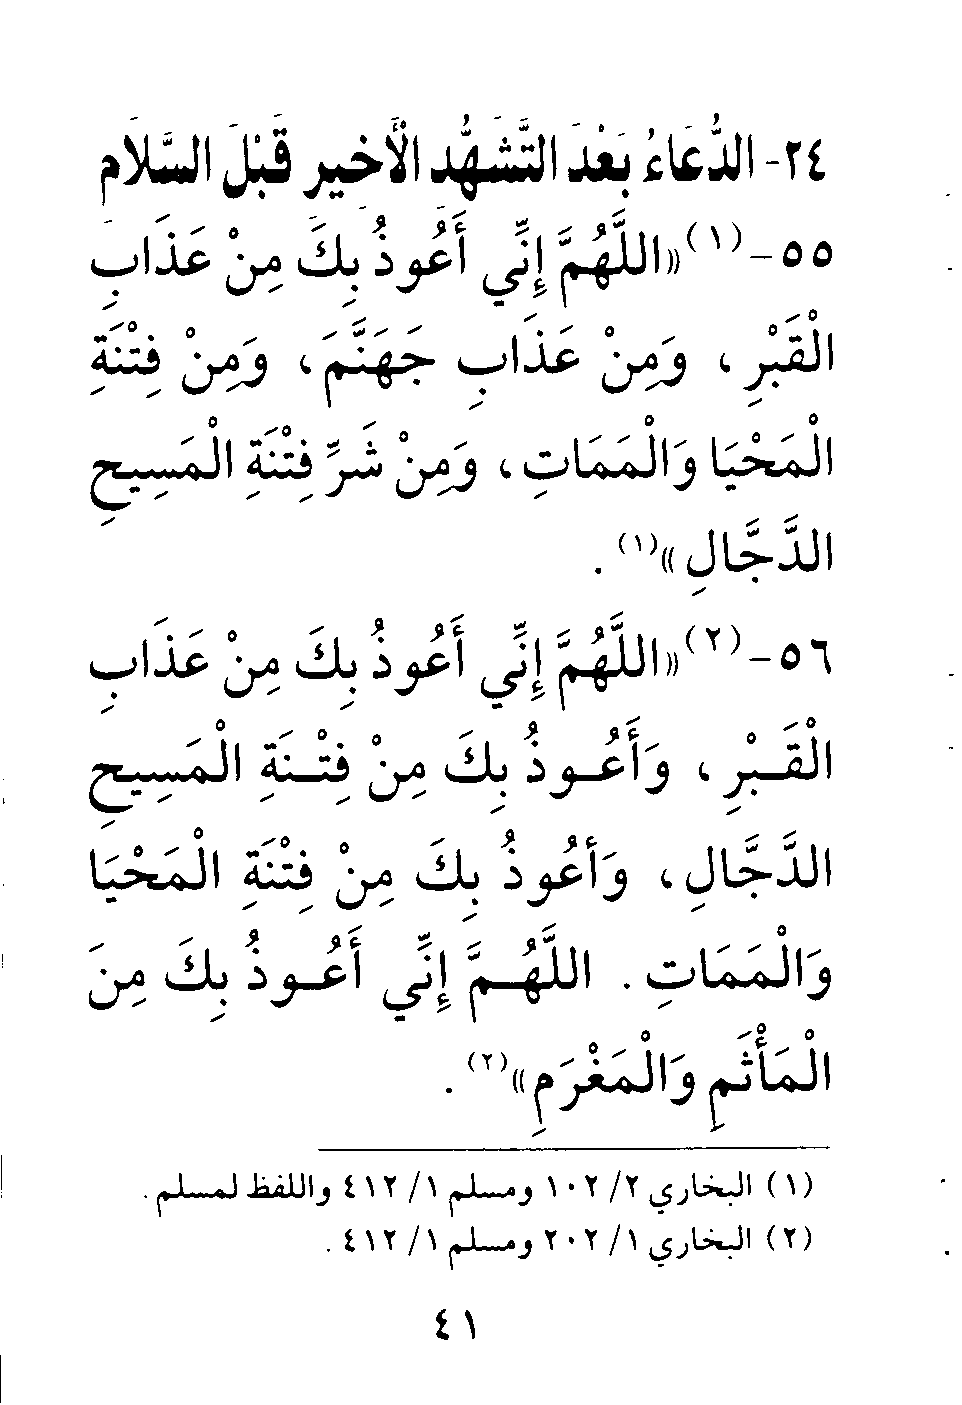 ٢٤- الدُّعَاءُ بَعْدَ التَّشَهُّدِ الْأَخِيرِ قَبْلَ السَّلَامِ
٥٥-(١)«اللَّهُمَّ إِنِّي أَعُوذُ بِكَ مِنْ عَذَابِ
الْقَبْرِ، وَمِنْ عَذَابِ جَهَنَّمَ، وَمِنْ فِتْنَةِ
الْمَحْيَا وَالْمَمَاتِ، وَمِنْ شَرِّ فِتْنَةِ الْمَسِيحِ
الدَّجَّالِ»(١).
٥٦-(٢)«اللَّهُمَّ إِنِّي أَعُوذُ بِكَ مِنْ عَذَابِ
الْقَبْرِ، وَأَعُوذُ بِكَ مِنْ فِتْنَةِ الْمَسِيحِ
الدَّجَّالِ، وَأَعُوذُ بِكَ مِنْ فِتْنَةِ الْمَحْيَا
وَالْمَمَاتِ. اللَّهُمَّ إِنِّي أَعُوذُ بِكَ مِنَ
الْمَأْثَمِ وَالْمَغْرَمِ»(٢).
(١) البخاري ١٠٢/٢ ومسلم ٤١٢/١ واللفظ لمسلم.
(٢) البخاري ٢٠٢/١ ومسلم ٤١٢/١.
٤١